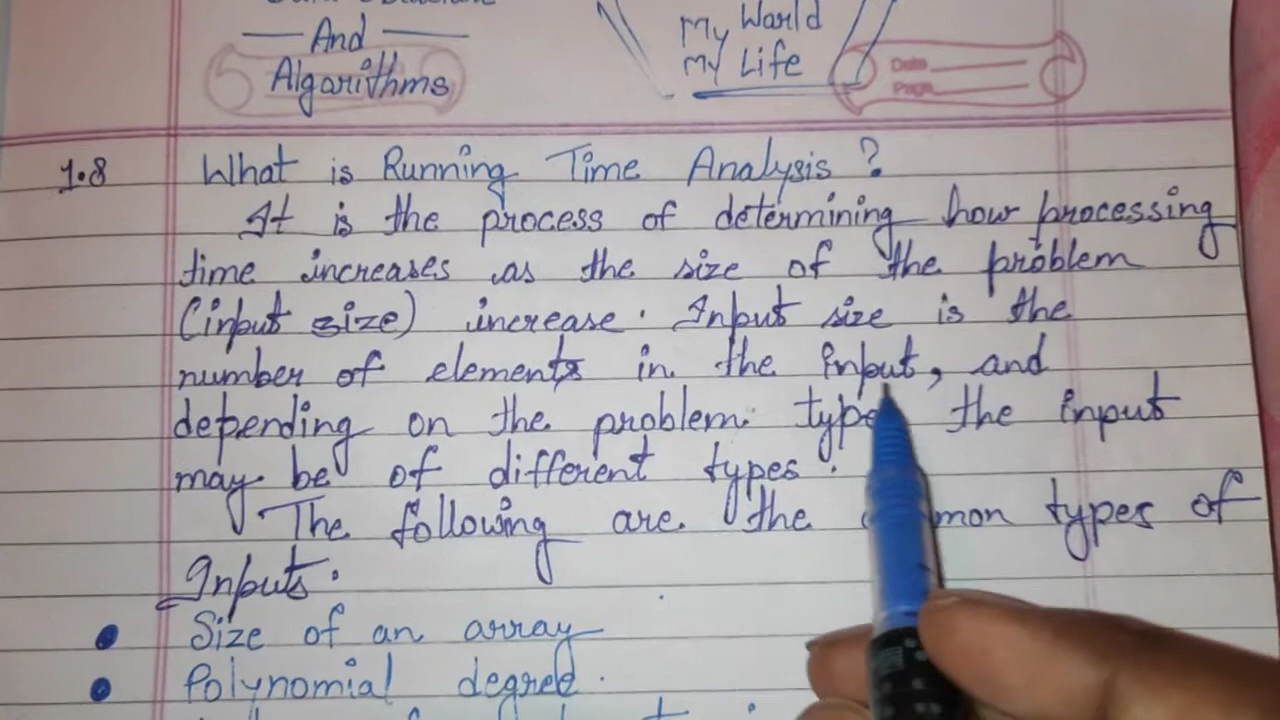 And
Algorithms
My World
My Life
Date
Page
1.8 What is Running Time Analysis?
It is the process of determining how processing
time increases as the size of the problem
(input size) increase. Input size is the
number of elements in the input, and
depending on the problem type the input
may be of different types.
The following are the mon types of
Inputs.
Size of an array
Polynomial degree.